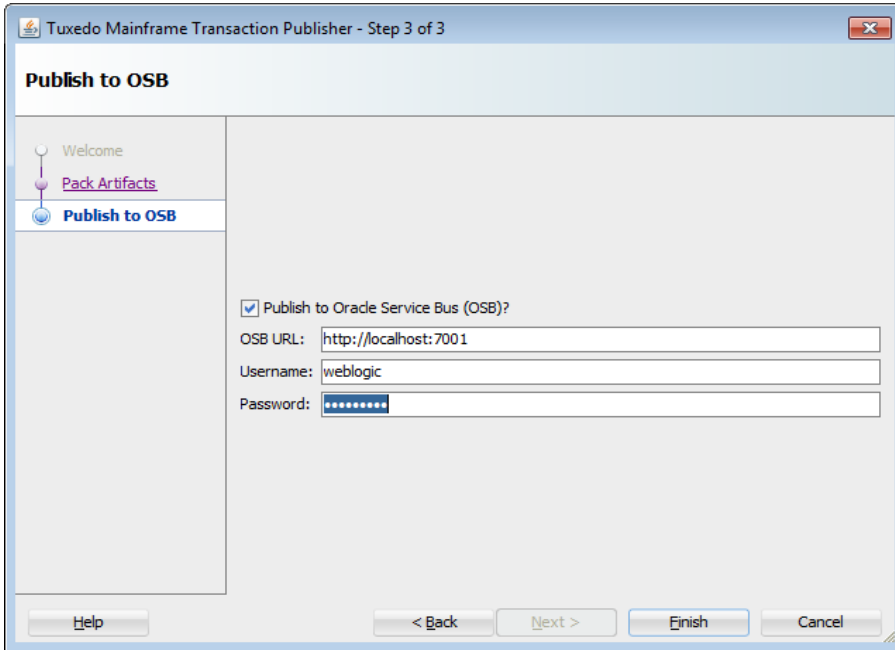 Tuxedo Mainframe Transaction Publisher - Step 3 of 3
Publish to OSB
Welcome
Pack Artifacts
Publish to OSB
Publish to Oracle Service Bus (OSB)?
OSB URL: http://localhost:7001
Username: weblogic
Password: •••••••••
Help < Back Next > Finish Cancel